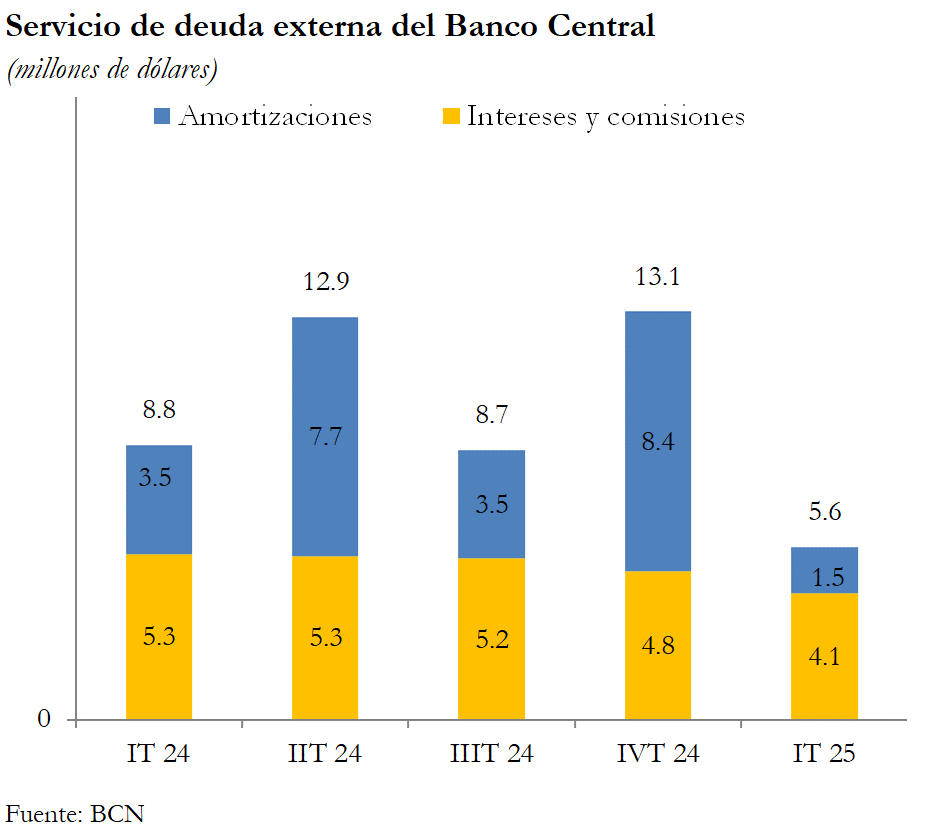 Servicio de deuda externa del Banco Central
(millones de dólares)
Amortizaciones Intereses y comisiones
12.9 13.1
8.8 8.7
7.7 8.4
3.5 3.5 5.6
1.5
5.3 5.3 5.2 4.8 4.1
0
IT 24 IIT 24 IIIT 24 IVT 24 IT 25
Fuente: BCN